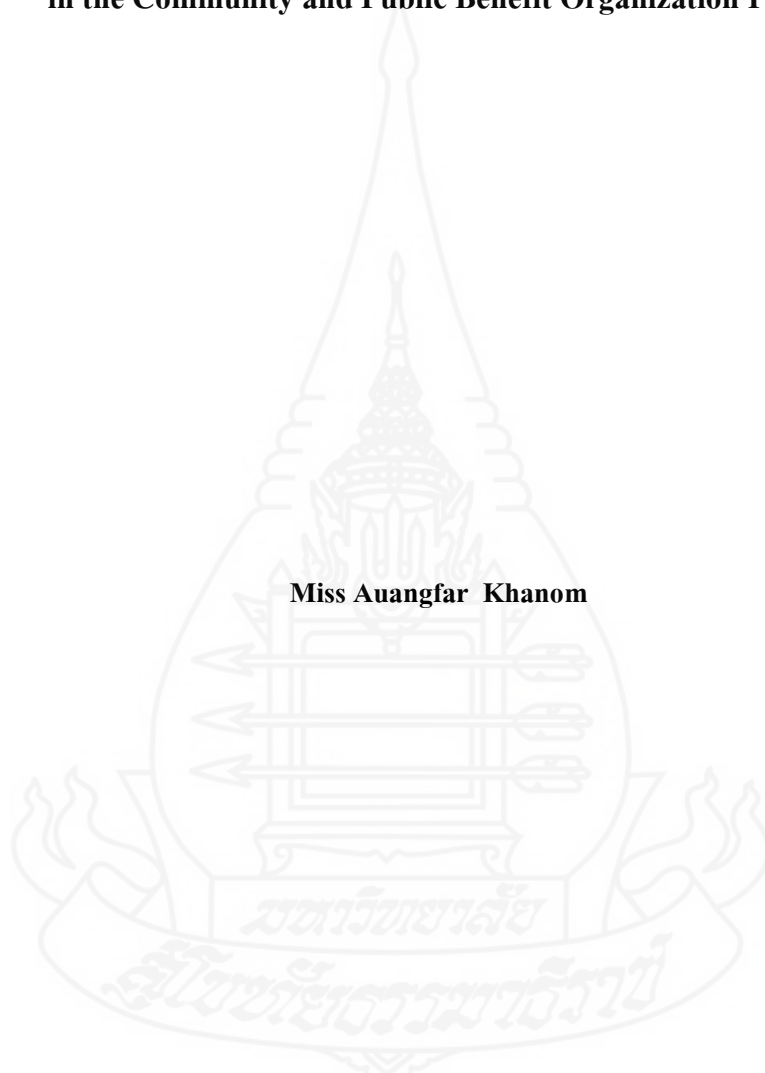 in the Community and Public Benefit Organization
Miss Auangfar Khanom
มหาวิทยาลัย
สุโขทัยธรรมาธิราช